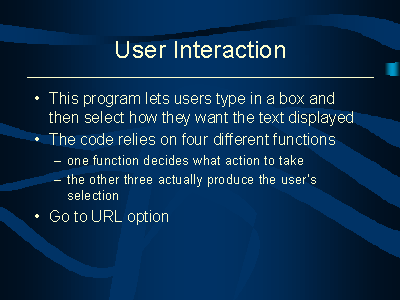 User Interaction
• This program lets users type in a box and
then select how they want the text displayed
• The code relies on four different functions
– one function decides what action to take
– the other three actually produce the user's
selection
• Go to URL option